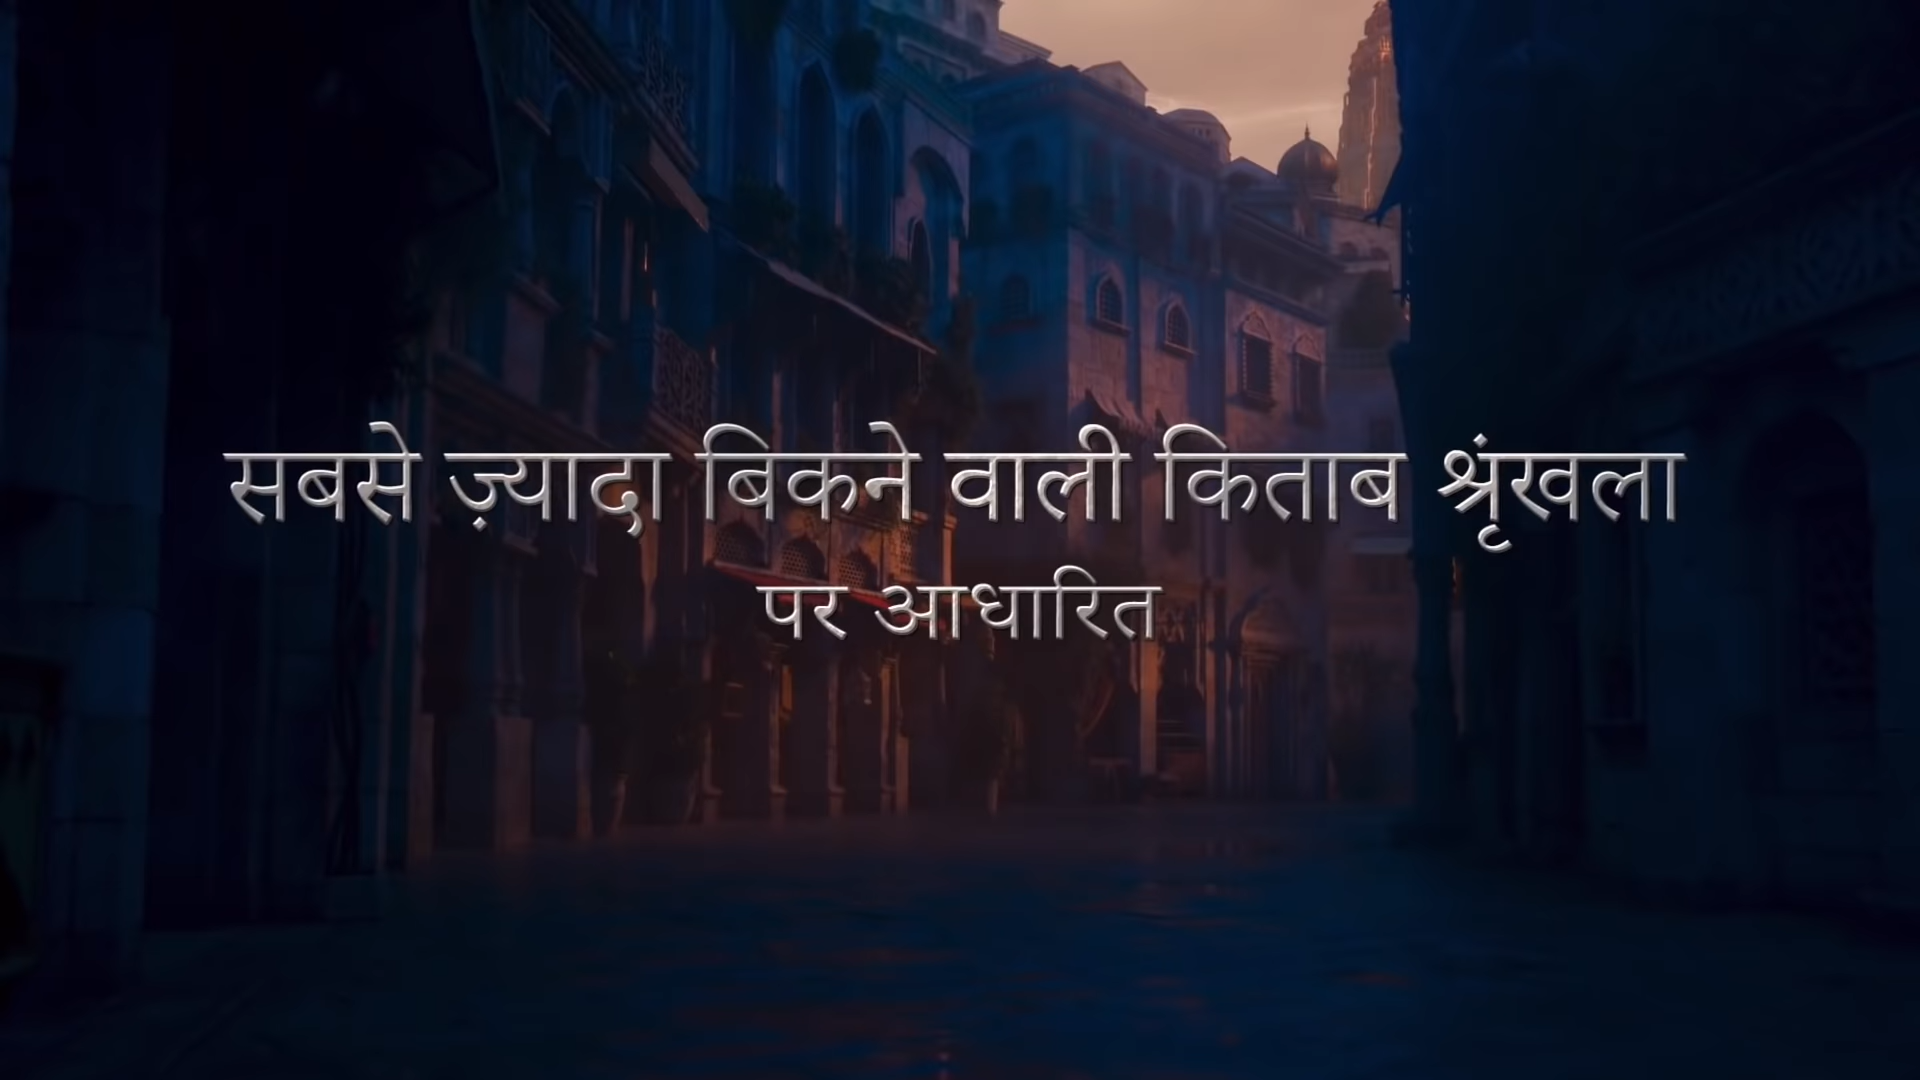 सबसे ज़्यादा बिकने वाली किताब श्रृंखला
पर आधारित